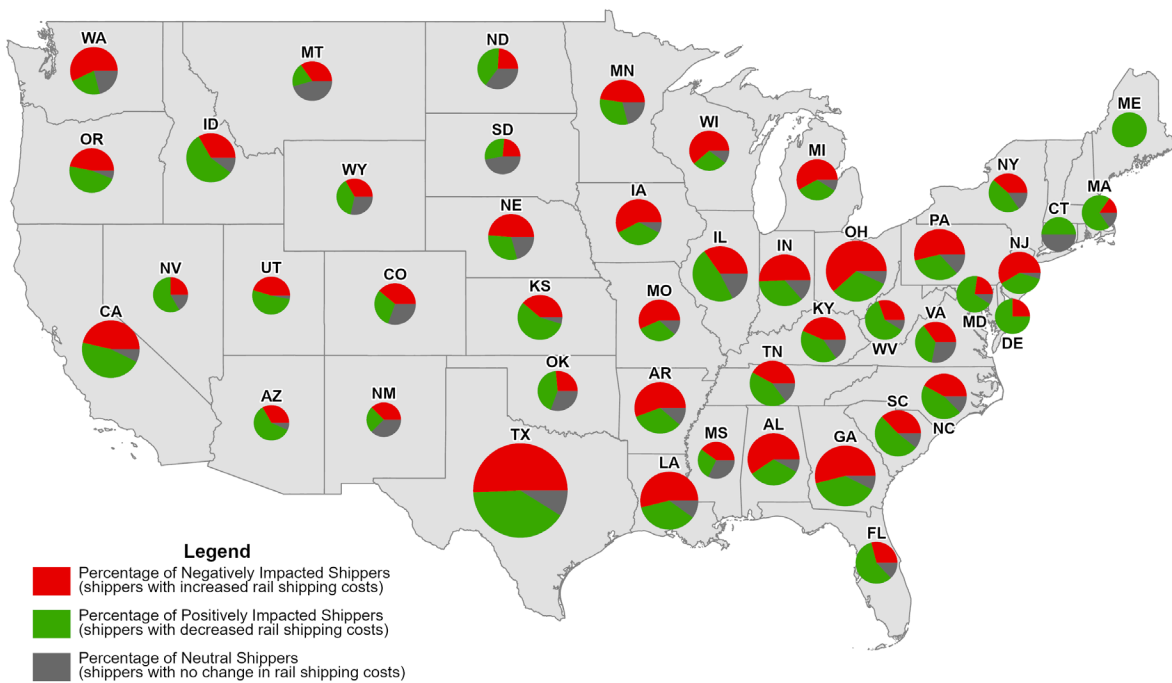 WA
MT
ND
MN
ME
OR
ID
SD
WI
MI
NY
MA
WY
CT
NE
IA
IL
IN
OH
PA
NJ
NV
UT
CO
KS
MO
KY
WV
VA
MD
DE
CA
OK
TN
AZ
NM
AR
SC
NC
TX
MS
AL
GA
LA
FL
Legend
Percentage of Negatively Impacted Shippers
(shippers with increased rail shipping costs)
Percentage of Positively Impacted Shippers
(shippers with decreased rail shipping costs)
Percentage of Neutral Shippers
(shippers with no change in rail shipping costs)